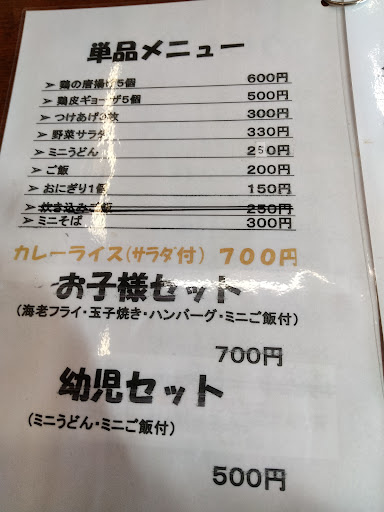 単品メニュー
➢ 鶏の唐揚げ5個 600円
➢ 鶏皮ギョーザ5個 500円
➢ つけあげ3枚 300円
➢ 野菜サラダ 330円
➢ ミニうどん 250円
➢ ご飯 200円
➢ おにぎり1個 150円
➢ 炊き込みご飯 250円
➢ ミニそば 300円
カレーライス(サラダ付) 700円
お子様セット
(海老フライ・玉子焼き・ハンバーグ・ミニご飯付)
700円
幼児セット
(ミニうどん・ミニご飯付)
500円